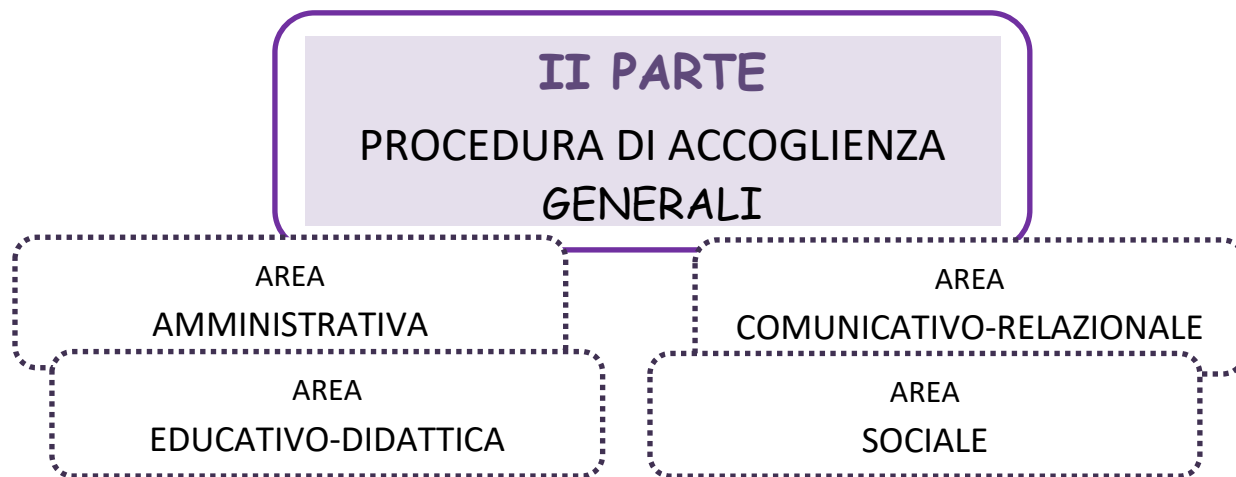 II PARTE
PROCEDURA DI ACCOGLIENZA
GENERALI
AREA
AMMINISTRATIVA
AREA
COMUNICATIVO-RELAZIONALE
AREA
EDUCATIVO-DIDATTICA
AREA
SOCIALE